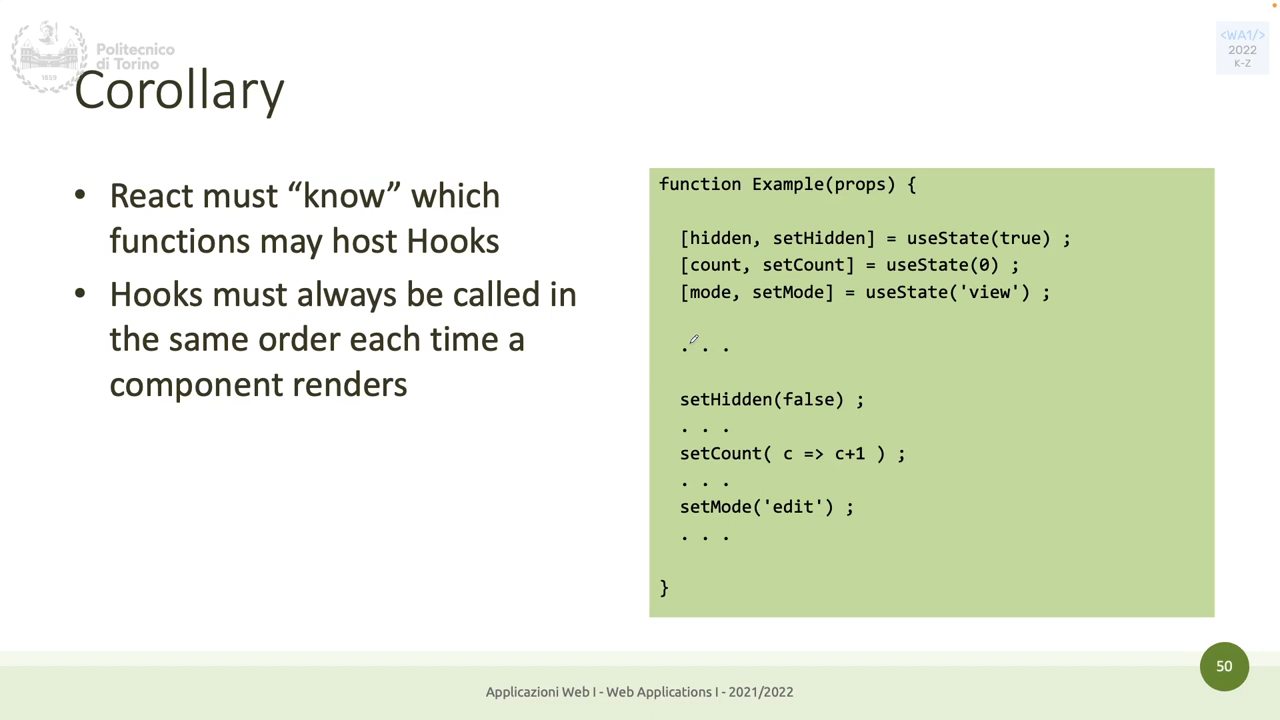 Politecnico
di Torino
1859
<WA1/>
2022
K-Z
Corollary
• React must “know” which
functions may host Hooks
• Hooks must always be called in
the same order each time a
component renders
function Example(props) {
[hidden, setHidden] = useState(true) ;
[count, setCount] = useState(0) ;
[mode, setMode] = useState('view') ;
. . .
setHidden(false) ;
. . .
setCount( c => c+1 ) ;
. . .
setMode('edit') ;
. . .
}
50
Applicazioni Web I - Web Applications I - 2021/2022